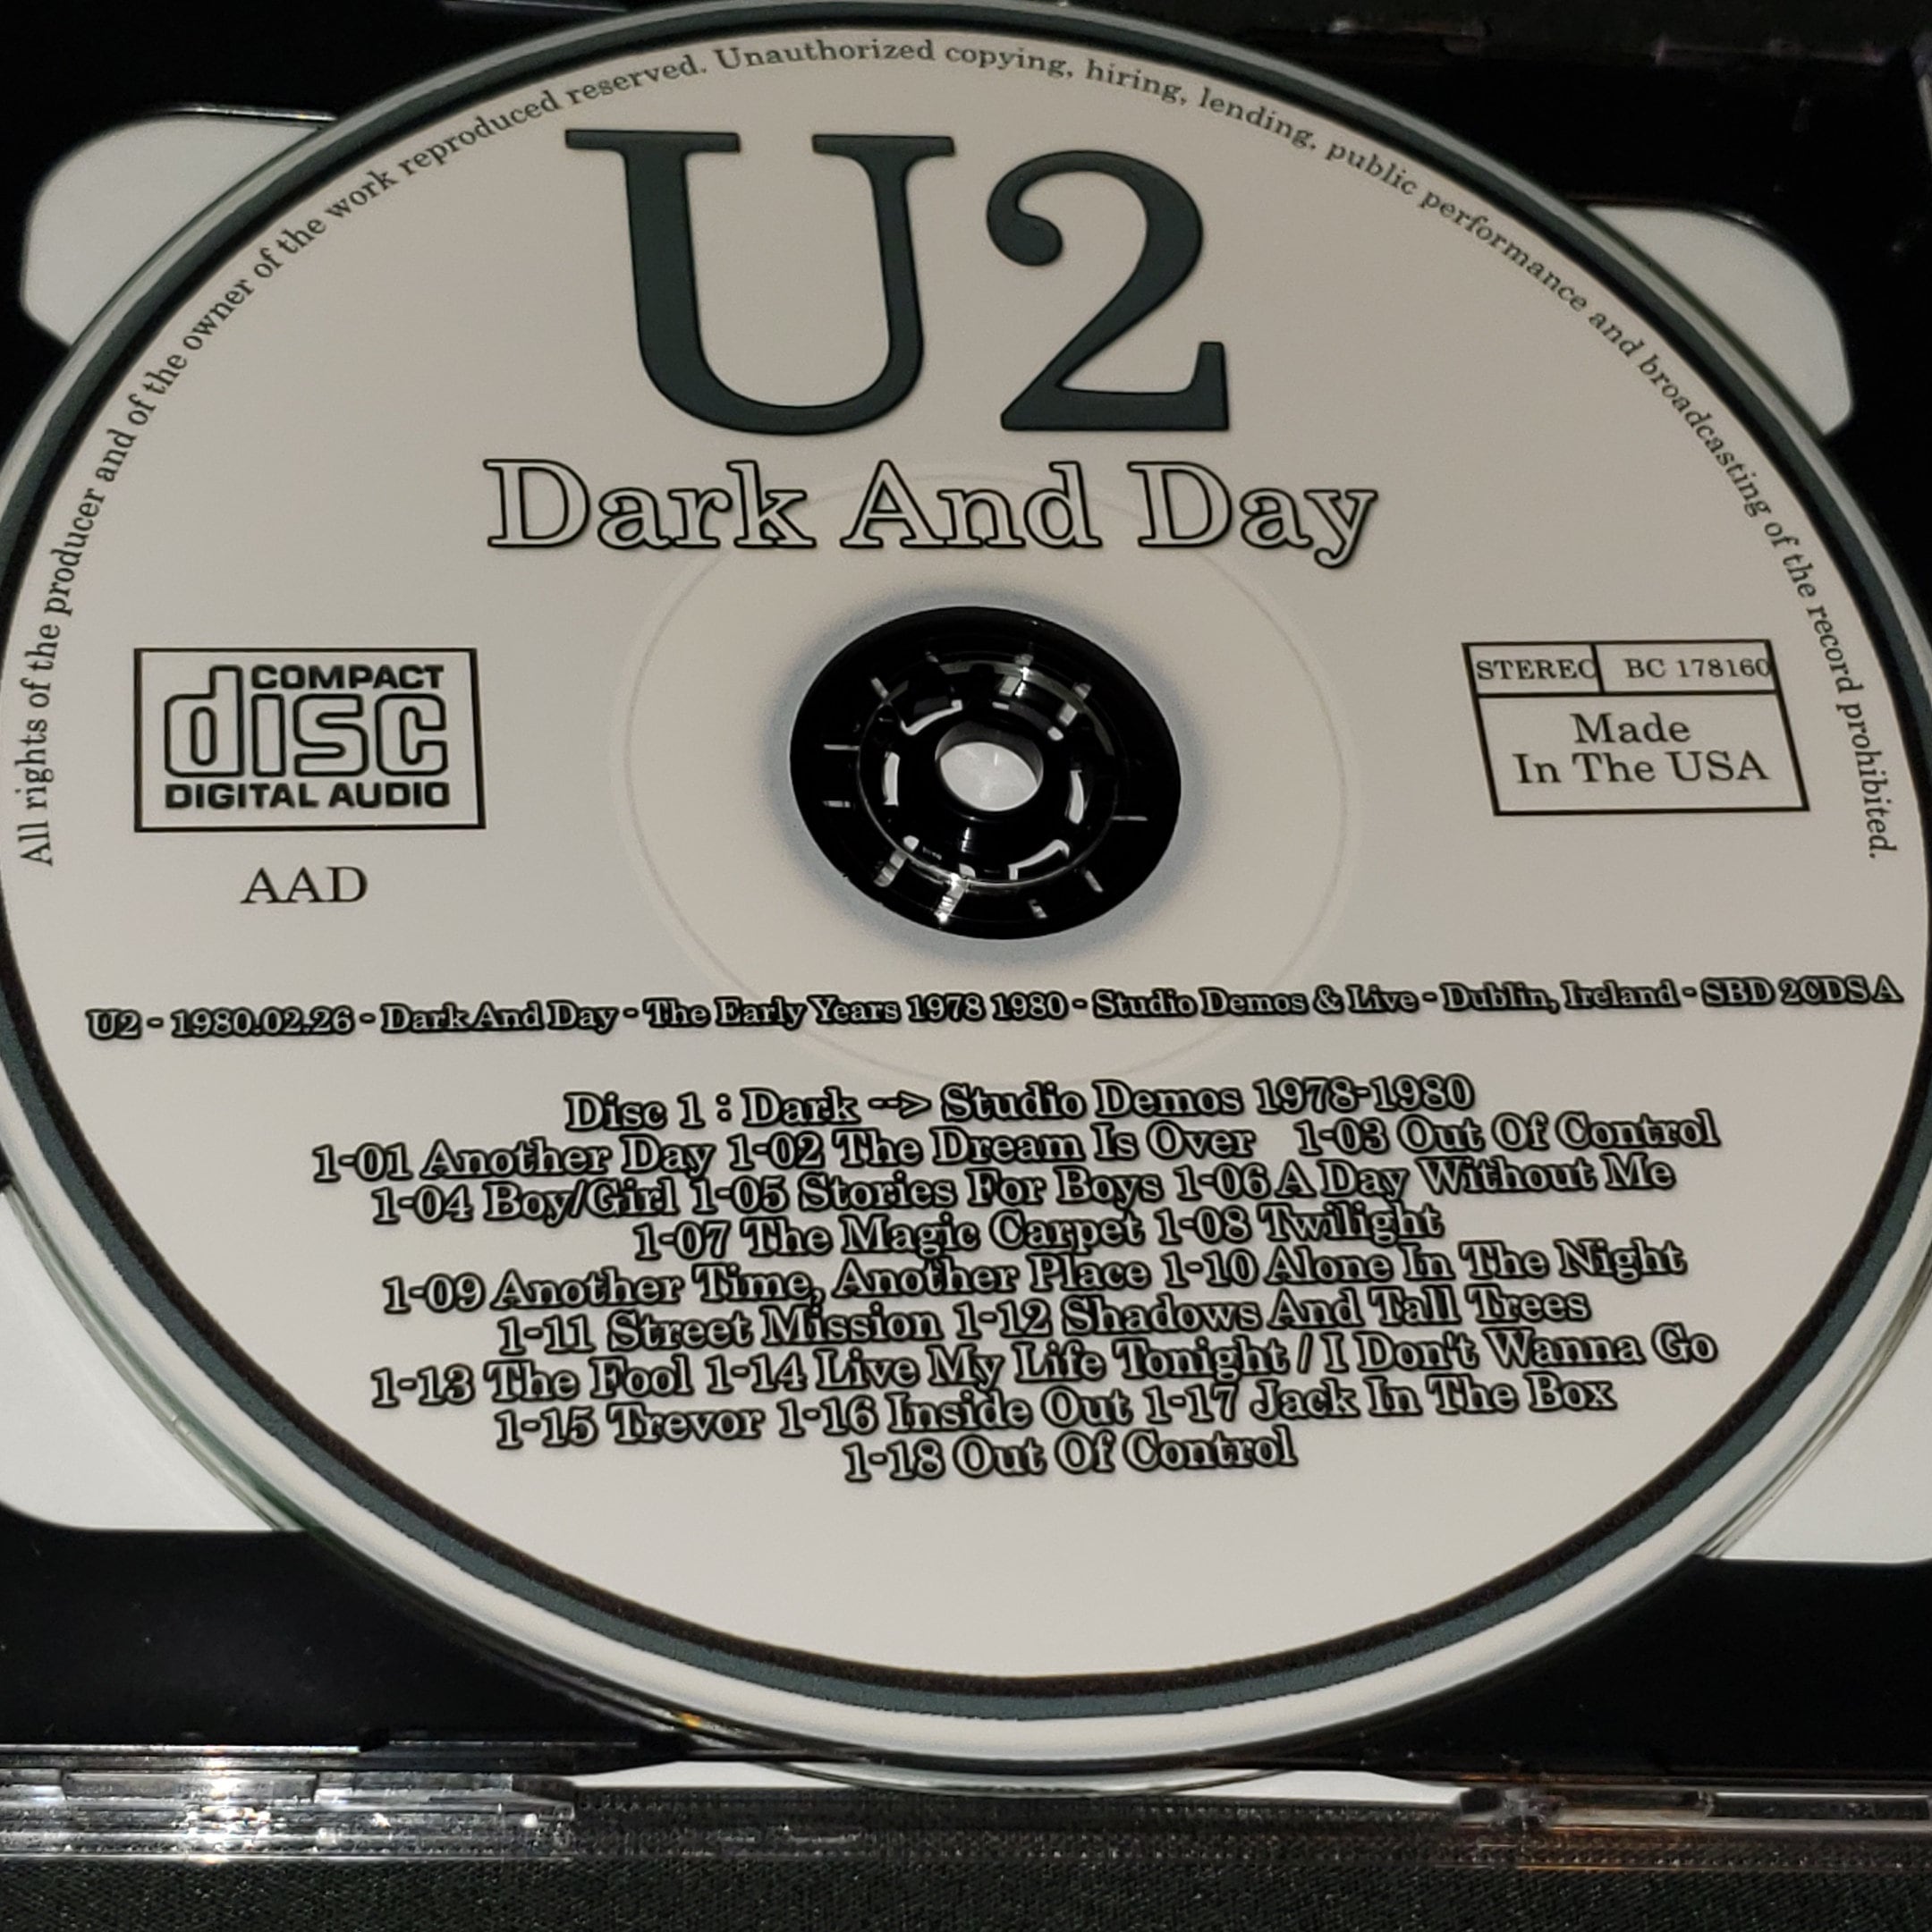 All rights of the producer and of the owner of the work reproduced reserved. Unauthorized copying, hiring, lending, public performance and broadcasting of the record prohibited.
U2
Dark And Day
COMPACT
disc
DIGITAL AUDIO
AAD
STEREO BC 178160
Made
In The USA
U2 - 1980.02.26 - Dark And Day - The Early Years 1978 1980 - Studio Demos & Live - Dublin, Ireland - SBD 2CDS A
Disc 1 : Dark --> Studio Demos 1978-1980
1-01 Another Day 1-02 The Dream Is Over 1-03 Out Of Control
1-04 Boy/Girl 1-05 Stories For Boys 1-06 A Day Without Me
1-07 The Magic Carpet 1-08 Twilight
1-09 Another Time, Another Place 1-10 Alone In The Night
1-11 Street Mission 1-12 Shadows And Tall Trees
1-13 The Fool 1-14 Live My Life Tonight / I Don't Wanna Go
1-15 Trevor 1-16 Inside Out 1-17 Jack In The Box
1-18 Out Of Control